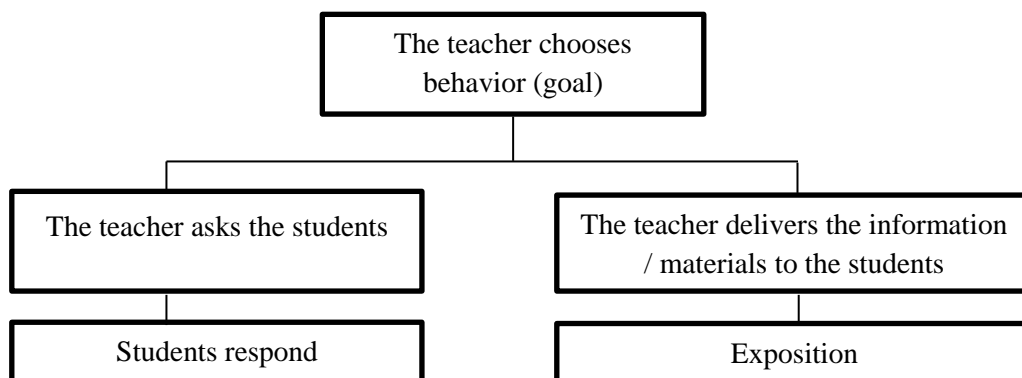 The teacher chooses
behavior (goal)
The teacher asks the students
The teacher delivers the information
/ materials to the students
Students respond
Exposition